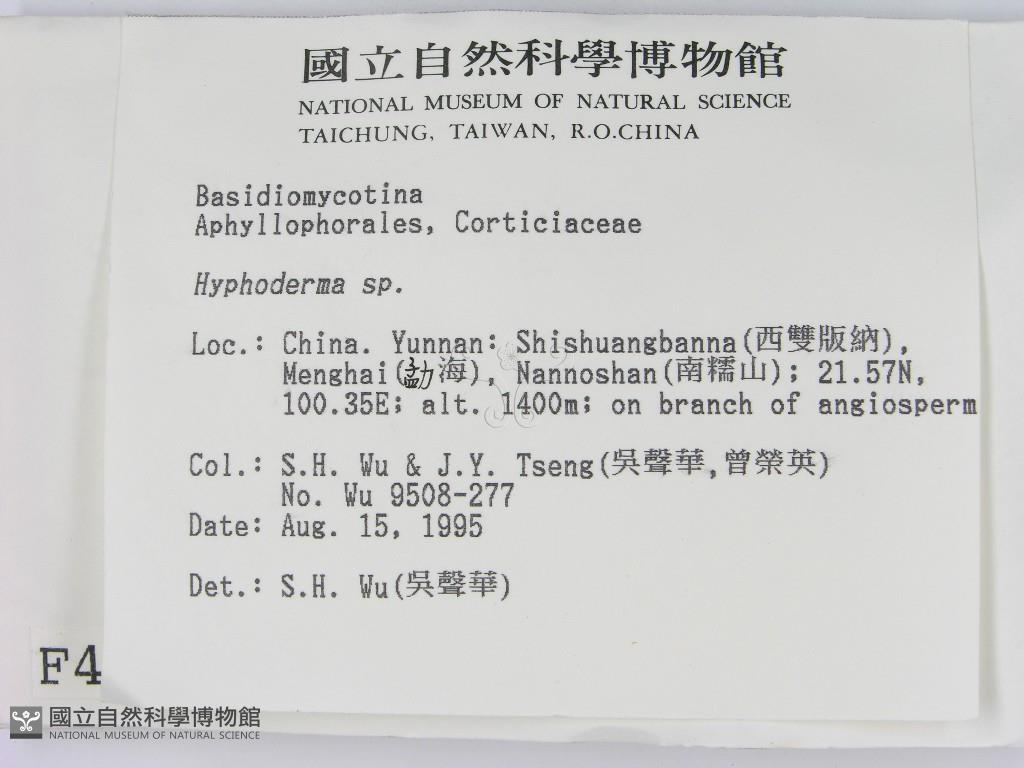 國立自然科學博物館
NATIONAL MUSEUM OF NATURAL SCIENCE
TAICHUNG, TAIWAN, R.O.CHINA
Basidiomycotina
Aphyllophorales, Corticiaceae
Hyphoderma sp.
Loc.: China. Yunnan: Shishuangbanna(西雙版納),
Menghai(勐海), Nannoshan(南糯山); 21.57N,
100.35E; alt. 1400m; on branch of angiosperm
Col.: S.H. Wu & J.Y. Tseng(吳聲華,曾榮英)
No. Wu 9508-277
Date: Aug. 15, 1995
Det.: S.H. Wu(吳聲華)
F4
國立自然科學博物館
NATIONAL MUSEUM OF NATURAL SCIENCE